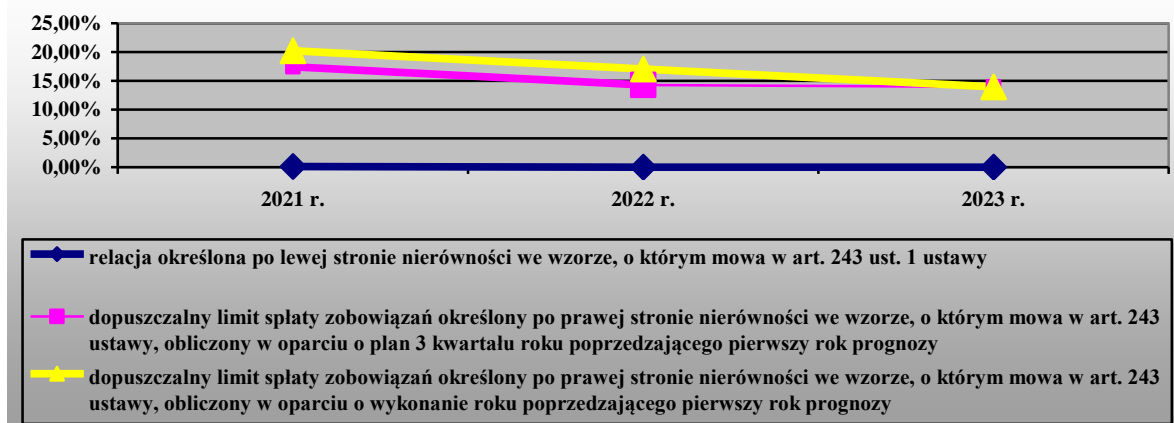 25,00%
20,00%
15,00%
10,00%
5,00%
0,00%
2021 r.
2022 r.
2023 r.
relacja określona po lewej stronie nierówności we wzorze, o którym mowa w art. 243 ust. 1 ustawy
dopuszczalny limit spłaty zobowiązań określony po prawej stronie nierówności we wzorze, o którym mowa w art. 243
ustawy, obliczony w oparciu o plan 3 kwartału roku poprzedzającego pierwszy rok prognozy
dopuszczalny limit spłaty zobowiązań określony po prawej stronie nierówności we wzorze, o którym mowa w art. 243
ustawy, obliczony w oparciu o wykonanie roku poprzedzającego pierwszy rok prognozy